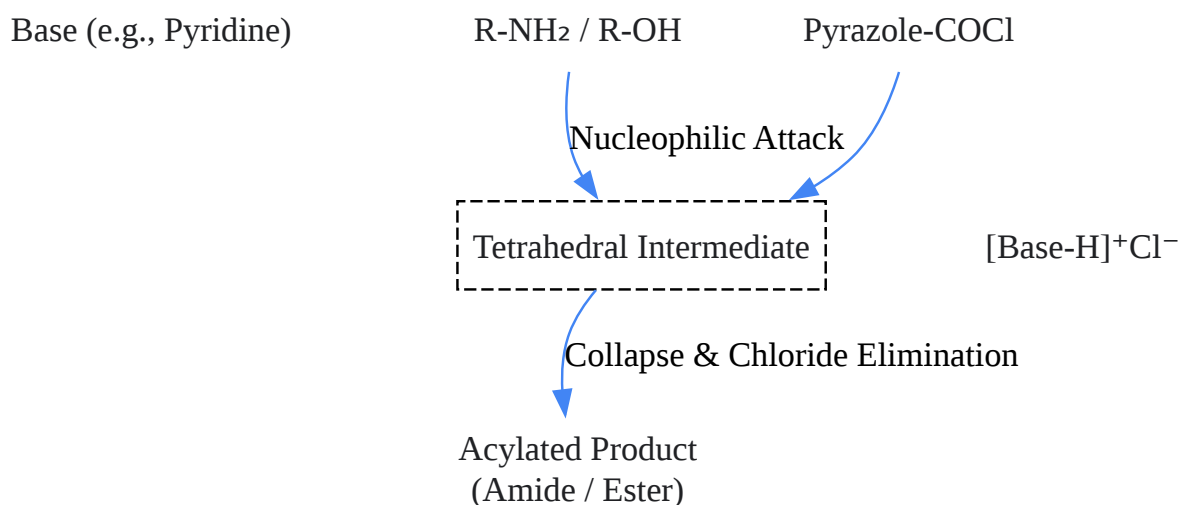 Base (e.g., Pyridine)
R-NH₂ / R-OH
Pyrazole-COCl
Nucleophilic Attack
Tetrahedral Intermediate
[Base-H]⁺Cl⁻
Collapse & Chloride Elimination
Acylated Product
(Amide / Ester)